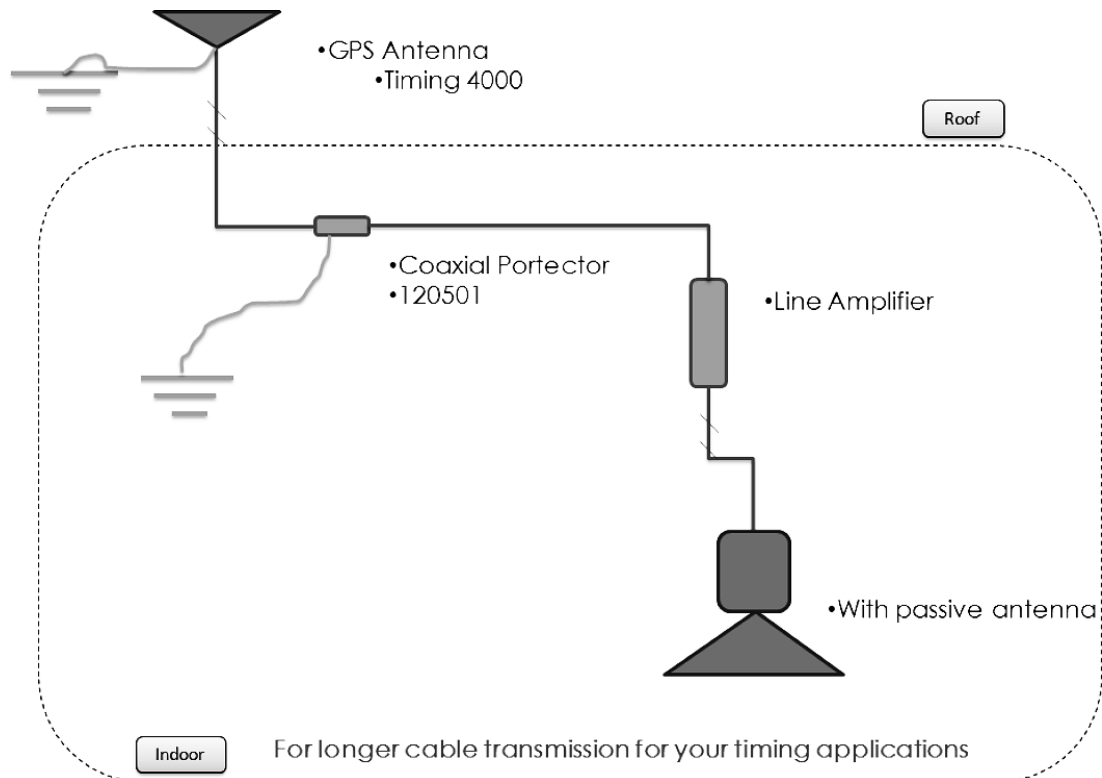 •GPS Antenna
•Timing 4000
Roof
•Coaxial Portector
•120501
•Line Amplifier
•With passive antenna
Indoor
For longer cable transmission for your timing applications